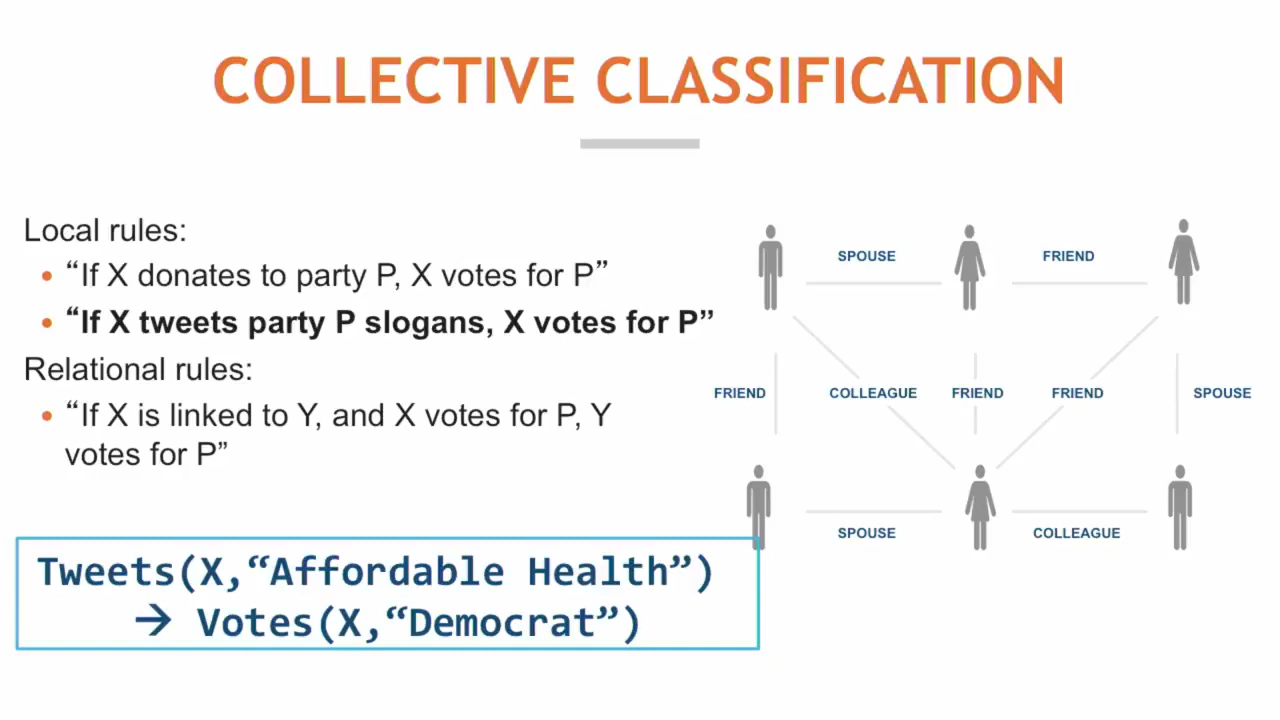 COLLECTIVE CLASSIFICATION
Local rules:
• “If X donates to party P, X votes for P”
• “If X tweets party P slogans, X votes for P”
Relational rules:
• “If X is linked to Y, and X votes for P, Y
votes for P”
Tweets(X,“Affordable Health”)
→ Votes(X,“Democrat”)
SPOUSE
FRIEND
FRIEND
COLLEAGUE
FRIEND
FRIEND
SPOUSE
SPOUSE
COLLEAGUE